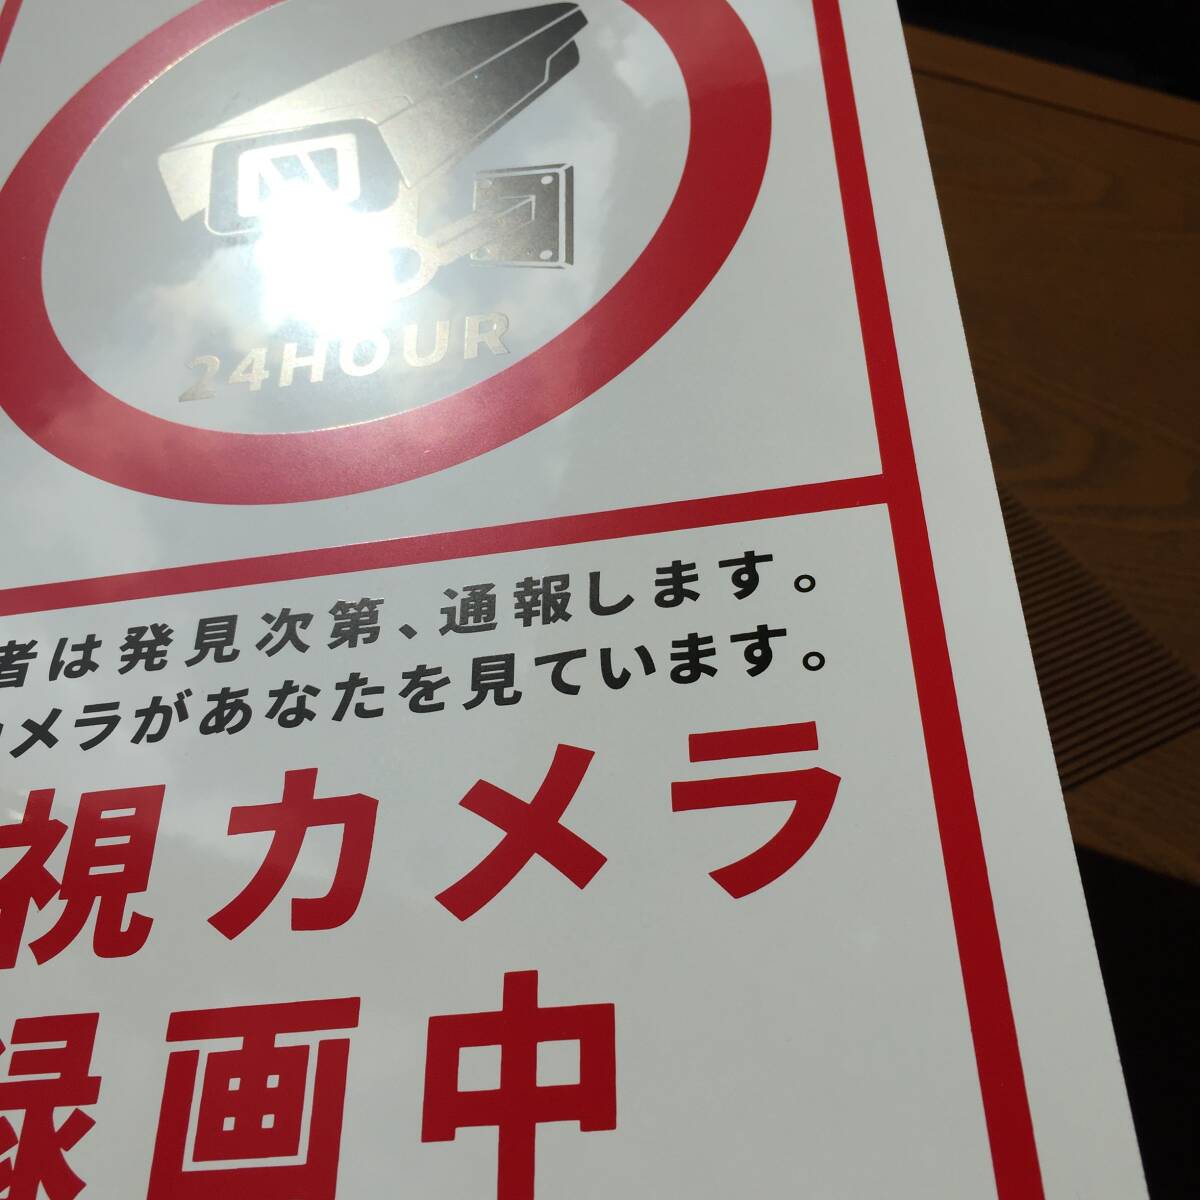 24HOUR
者は発見次第、通報します。
カメラがあなたを見ています。
視カメラ
録画中